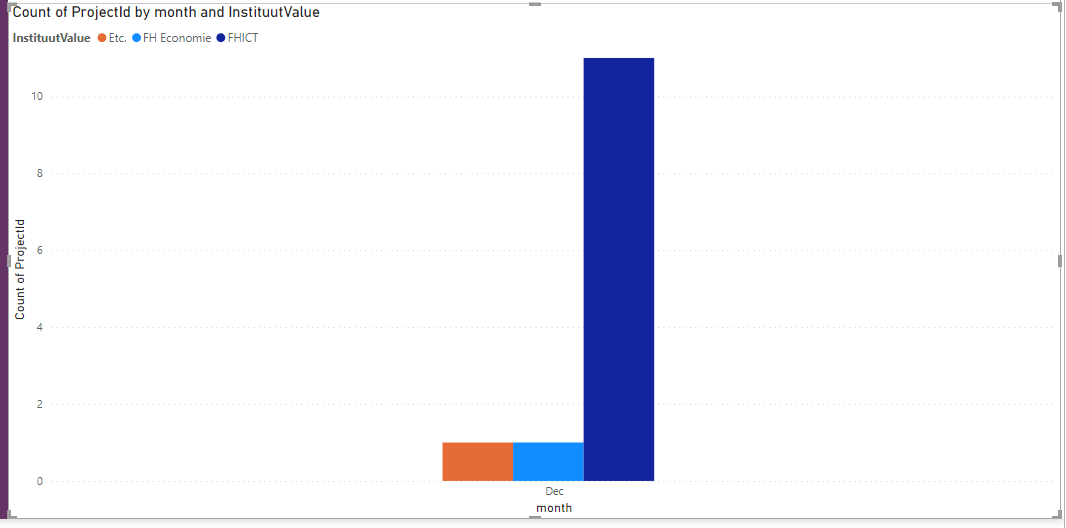 Count of ProjectId by month and InstituutValue
InstituutValue Etc. FH Economie FHICT
10
8
6
4
2
0
Count of ProjectId
Dec
month